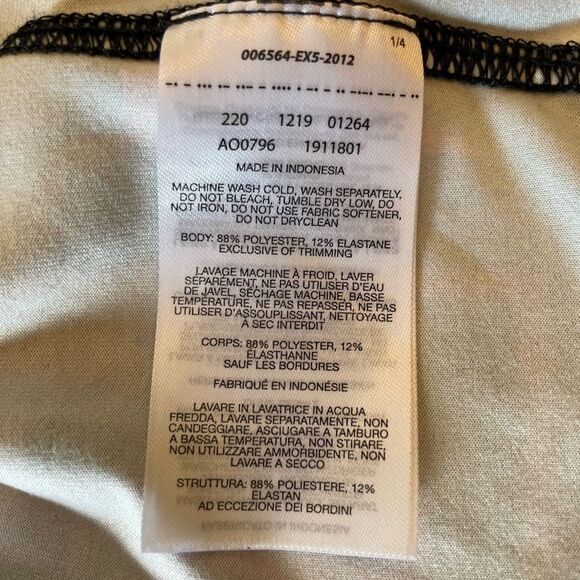 1/4
006564-EX5-2012
220 1219 01264
AO0796 1911801
MADE IN INDONESIA
MACHINE WASH COLD, WASH SEPARATELY,
DO NOT BLEACH, TUMBLE DRY LOW, DO
NOT IRON, DO NOT USE FABRIC SOFTENER,
DO NOT DRYCLEAN
BODY: 88% POLYESTER, 12% ELASTANE
EXCLUSIVE OF TRIMMING
LAVAGE MACHINE À FROID, LAVER
SÉPARÉMENT, NE PAS UTILISER D'EAU
DE JAVEL, SÉCHAGE MACHINE, BASSE
TEMPÉRATURE, NE PAS REPASSER, NE PAS
UTILISER D'ASSOUPLISSANT, NETTOYAGE
À SEC INTERDIT
CORPS: 88% POLYESTER, 12%
ÉLASTHANNE
SAUF LES BORDURES
FABRIQUÉ EN INDONÉSIE
LAVARE IN LAVATRICE IN ACQUA
FREDDA, LAVARE SEPARATAMENTE, NON
CANDEGGIARE, ASCIUGARE A TAMBURO
A BASSA TEMPERATURA, NON STIRARE,
NON UTILIZZARE AMMORBIDENTE, NON
LAVARE A SECCO
STRUTTURA: 88% POLIESTERE, 12%
ELASTAN
AD ECCEZIONE DEI BORDINI